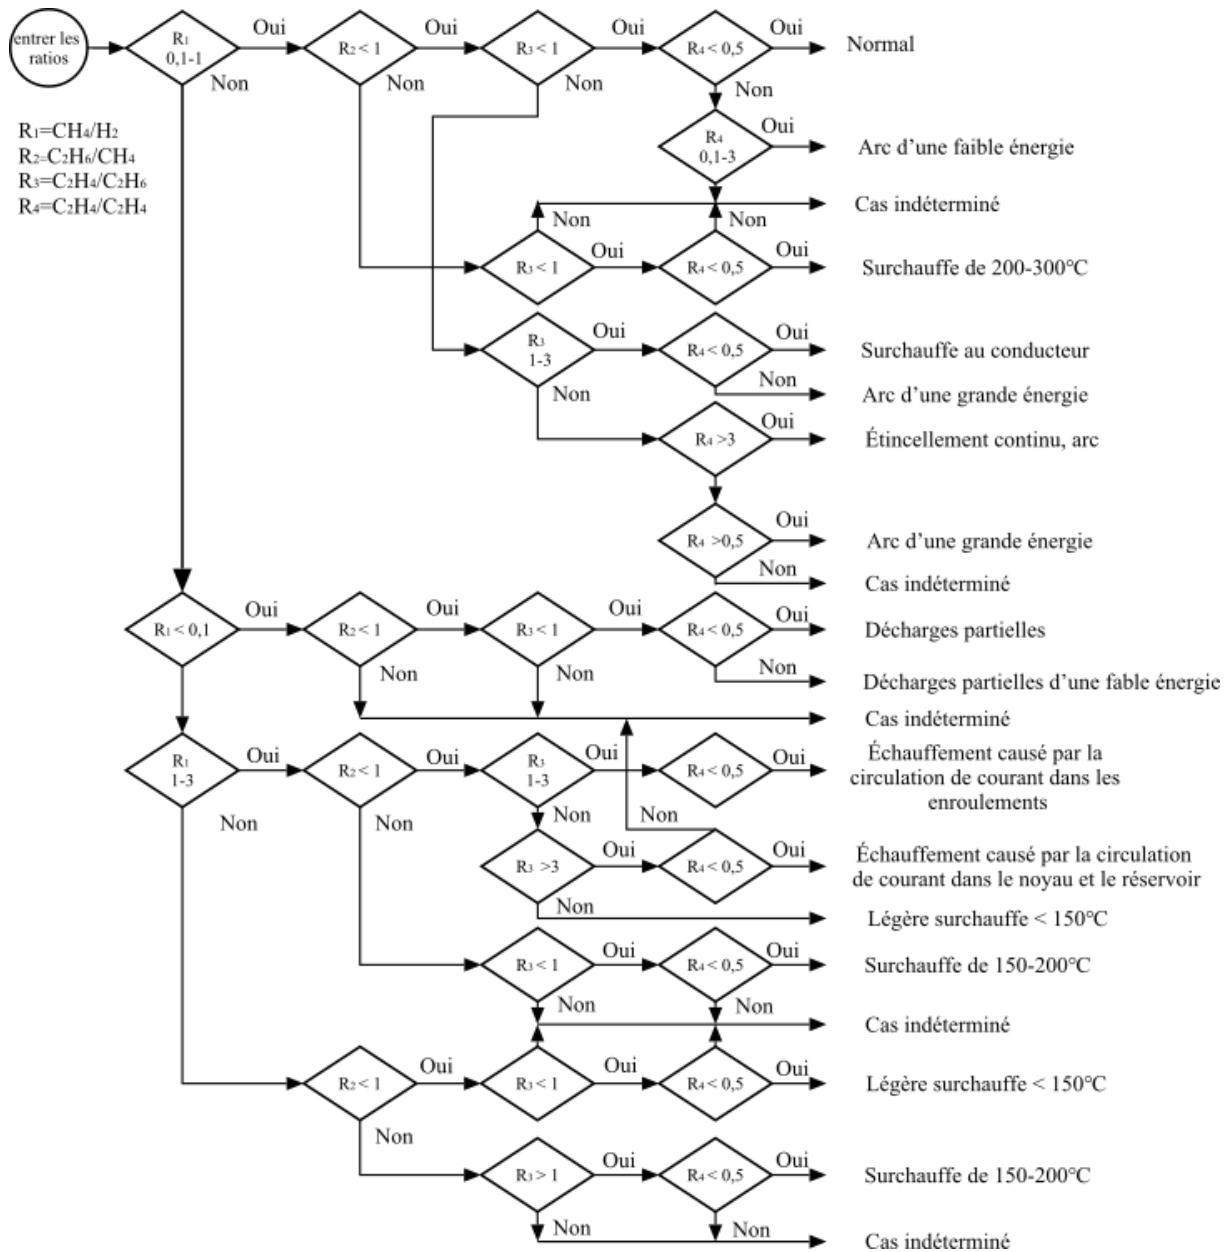 entrer les
ratios
R1
0,1-1
Oui
R2 < 1
Oui
R3 < 1
Oui
R4 < 0,5
Oui
Normal
Non
Non
Non
Non
R1=CH4/H2
R2=C2H6/CH4
R3=C2H4/C2H6
R4=C2H4/C2H4
R4
0,1-3
Oui
Arc d'une faible énergie
Cas indéterminé
Non
Non
R3 < 1
Oui
R4 < 0,5
Oui
Surchauffe de 200-300°C
R3
1-3
Oui
R4 < 0,5
Oui
Surchauffe au conducteur
Non
Non
Arc d'une grande énergie
R4 >3
Oui
Étincellement continu, arc
R4 >0,5
Oui
Arc d'une grande énergie
Non
Cas indéterminé
R1 < 0,1
Oui
R2 < 1
Oui
R3 < 1
Oui
R4 < 0,5
Oui
Décharges partielles
Non
Non
Non
Décharges partielles d'une fable énergie
Cas indéterminé
R1
1-3
Oui
R2 < 1
Oui
R3
1-3
Oui
R4 < 0,5
Oui
Échauffement causé par la
circulation de courant dans les
enroulements
Non
Non
Non
Non
R3 >3
Oui
R4 < 0,5
Oui
Échauffement causé par la circulation
de courant dans le noyau et le réservoir
Non
Légère surchauffe < 150°C
R3 < 1
Oui
R4 < 0,5
Oui
Surchauffe de 150-200°C
Non
Non
Cas indéterminé
R2 < 1
Oui
R3 < 1
Oui
R4 < 0,5
Oui
Légère surchauffe < 150°C
Non
R3 > 1
Oui
R4 < 0,5
Oui
Surchauffe de 150-200°C
Non
Non
Cas indéterminé